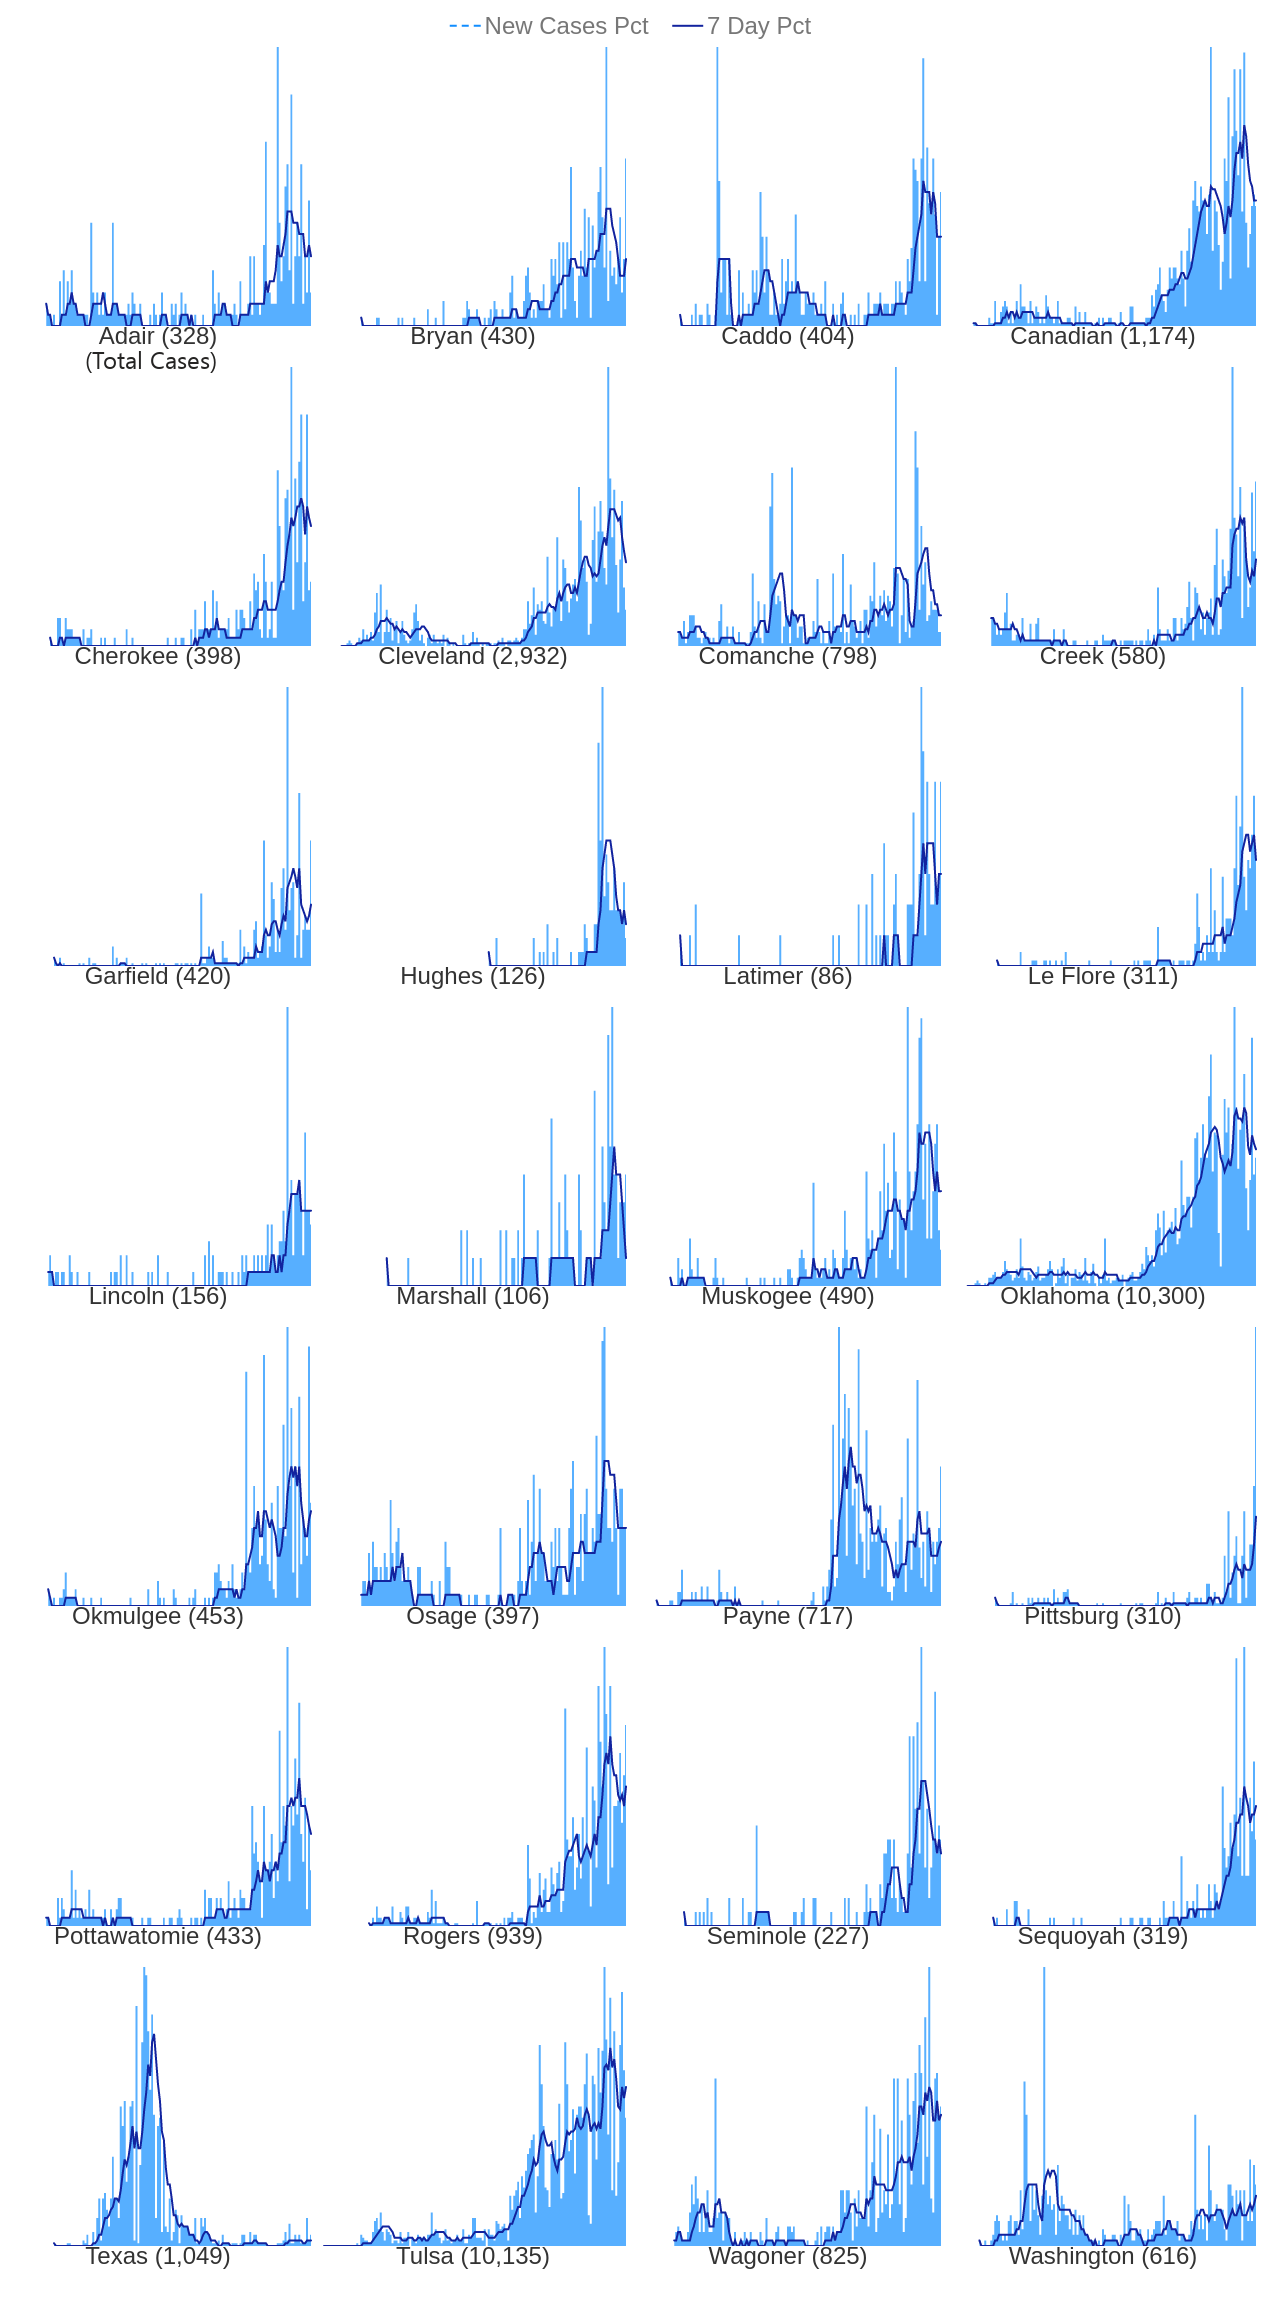 New Cases Pct 7 Day Pct
Adair (328) Bryan (430) Caddo (404) Canadian (1,174)
(Total Cases)
Cherokee (398) Cleveland (2,932) Comanche (798) Creek (580)
Garfield (420) Hughes (126) Latimer (86) Le Flore (311)
Lincoln (156) Marshall (106) Muskogee (490) Oklahoma (10,300)
Okmulgee (453) Osage (397) Payne (717) Pittsburg (310)
Pottawatomie (433) Rogers (939) Seminole (227) Sequoyah (319)
Texas (1,049) Tulsa (10,135) Wagoner (825) Washington (616)